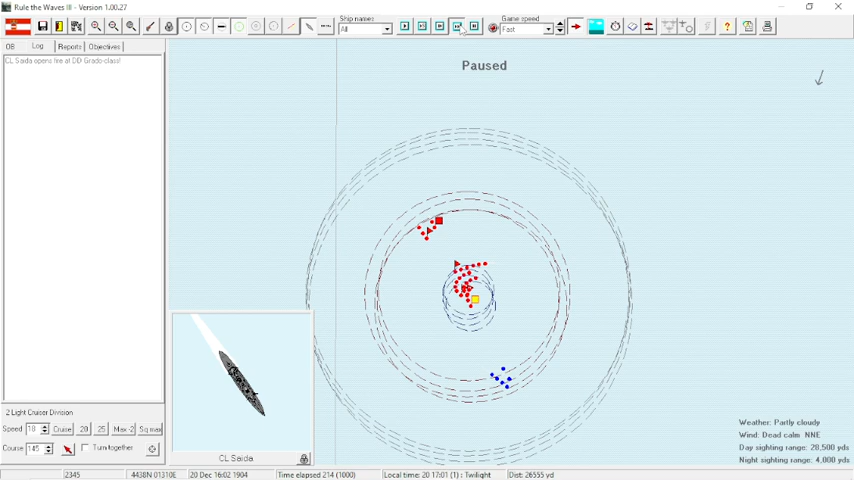 Rule the Waves III - Version 1.00.27
Ship names:
All
Game speed
Fast
OB Log Reports Objectives
CL Saida opens fire at DD Grado-class!
Paused
2 Light Cruiser Division
Speed 18 Cruise 20 25 Max -2 Sq max
Course 145 Turn together
CL Saida
Weather: Partly cloudy
Wind: Dead calm NNE
Day sighting range: 28,500 yds
Night sighting range: 4,000 yds
2345 4438N 01310E 20 Dec 16:02 1904 Time elapsed 214 (1000) Local time: 20 17:01 (1) : Twilight Dist: 26555 yd